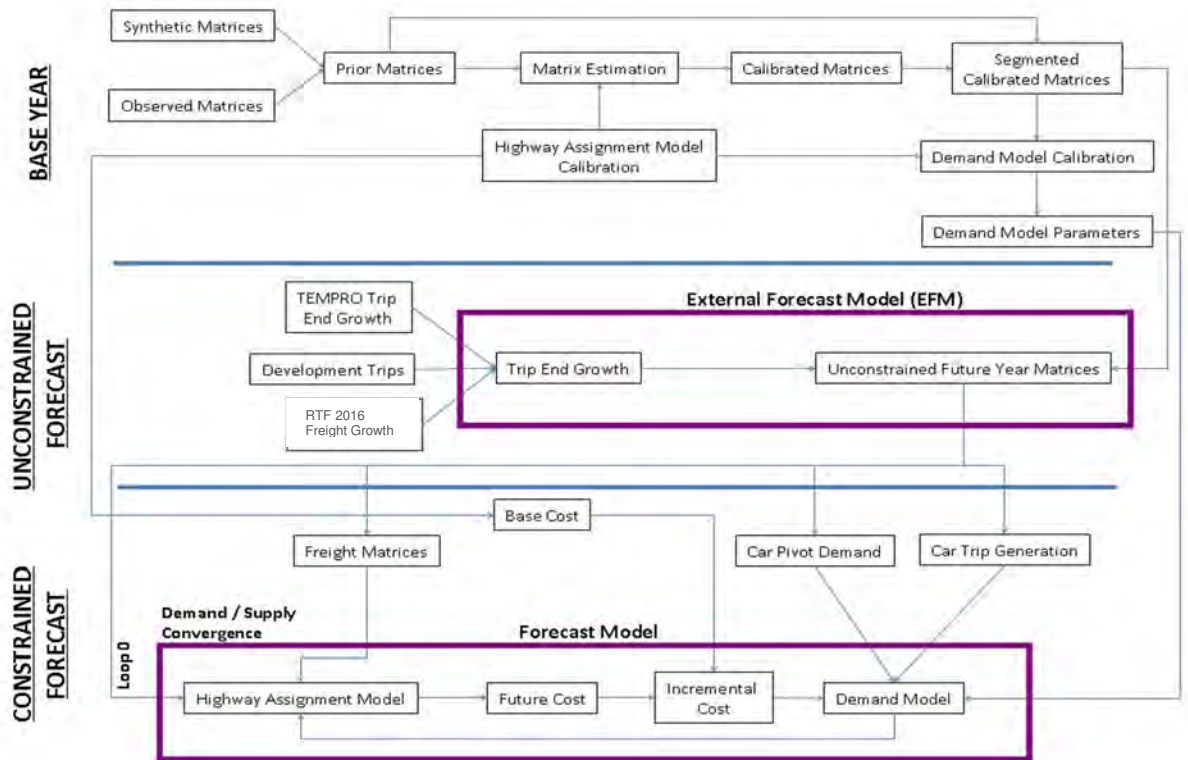 BASE YEAR
Synthetic Matrices
Observed Matrices
Prior Matrices
Matrix Estimation
Calibrated Matrices
Segmented
Calibrated Matrices
Highway Assignment Model
Calibration
Demand Model Calibration
Demand Model Parameters
UNCONSTRAINED
FORECAST
TEMPRO Trip
End Growth
Development Trips
RTF 2016
Freight Growth
External Forecast Model (EFM)
Trip End Growth
Unconstrained Future Year Matrices
CONSTRAINED
FORECAST
Base Cost
Freight Matrices
Car Pivot Demand
Car Trip Generation
Demand / Supply
Convergence
Forecast Model
Loop 0
Highway Assignment Model
Future Cost
Incremental
Cost
Demand Model